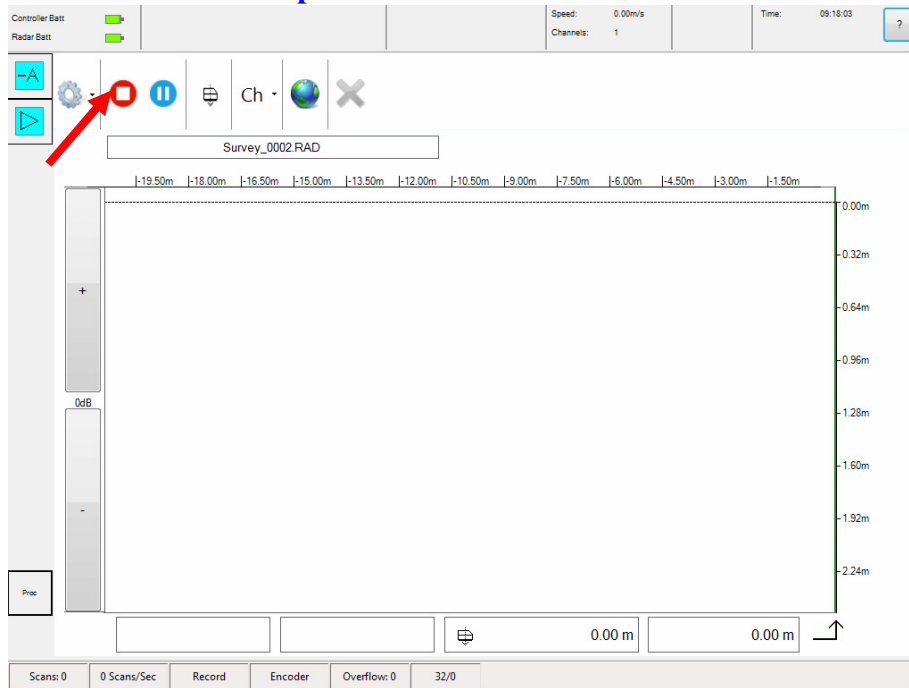 Controller Batt
Radar Batt
Speed: 0.00m/s
Channels: 1
Time: 09:18:03
?
-A
Ch
Survey_0002.RAD
-19.50m -18.00m -16.50m -15.00m -13.50m -12.00m -10.50m -9.00m -7.50m -6.00m -4.50m -3.00m -1.50m
0.00m
0.32m
+
0.64m
0.96m
0dB
1.28m
1.60m
-
1.92m
2.24m
Proc
0.00 m 0.00 m
Scans: 0 0 Scans/Sec Record Encoder Overflow: 0 32/0